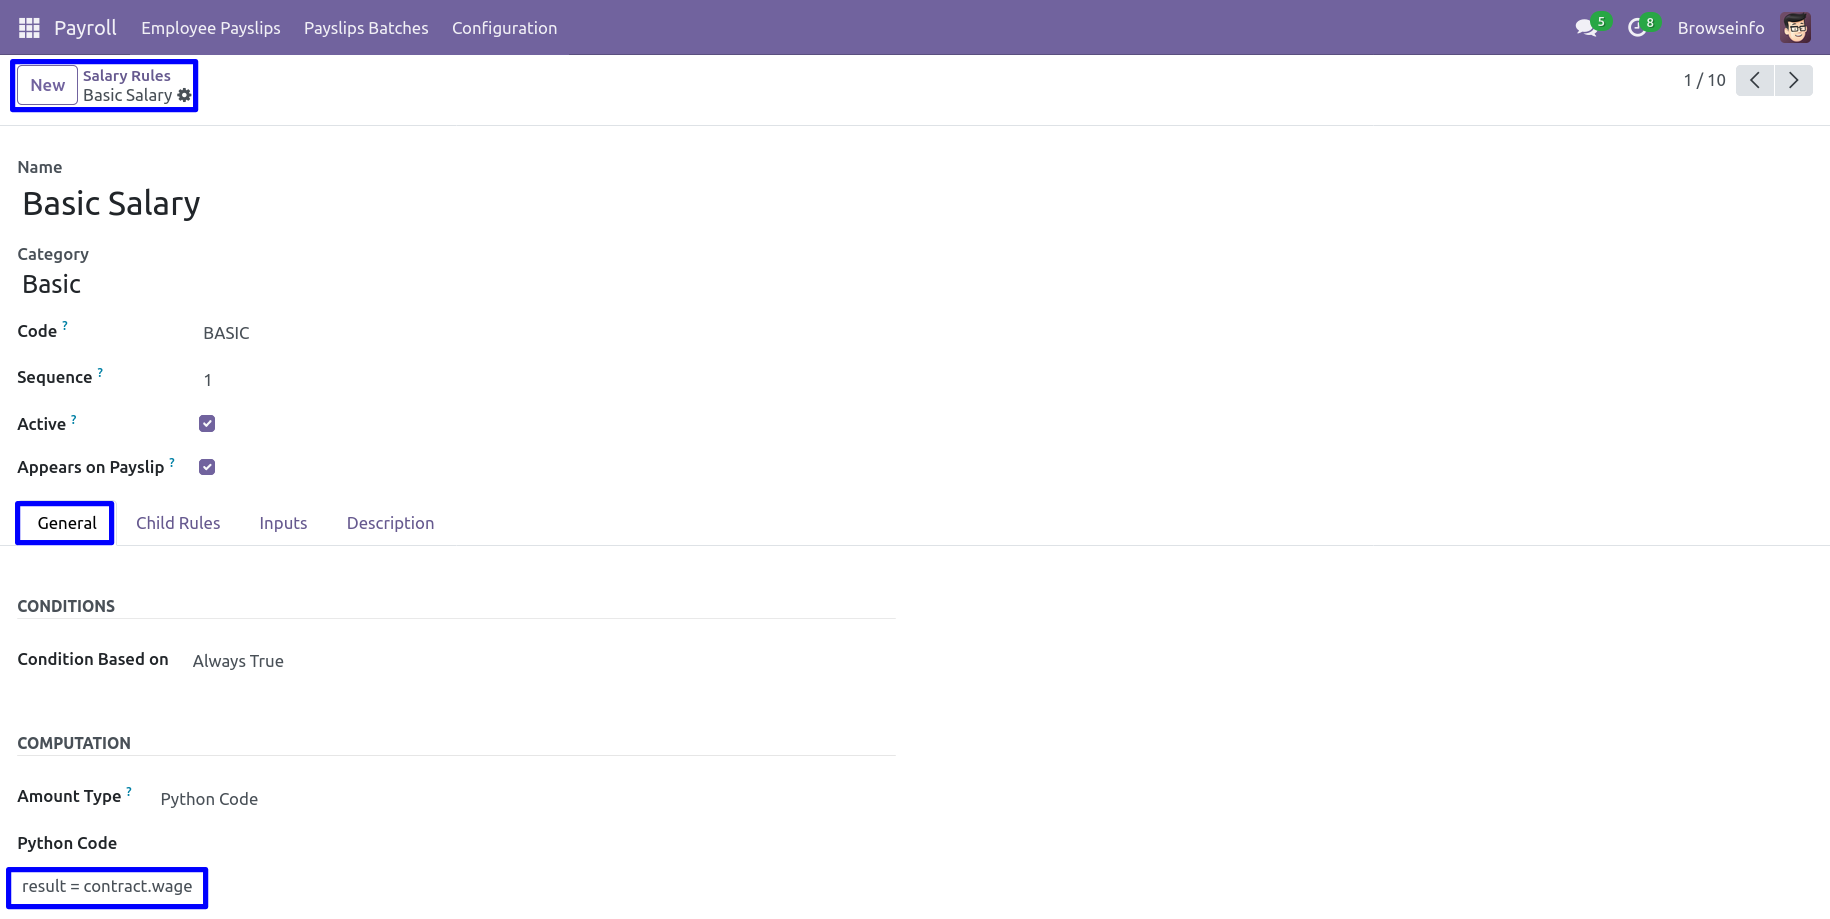 Payroll Employee Payslips Payslips Batches Configuration 5 8 Browseinfo
New Salary Rules 1 / 10
Basic Salary
Name
Basic Salary
Category
Basic
Code ? BASIC
Sequence ? 1
Active ?
Appears on Payslip ?
General Child Rules Inputs Description
CONDITIONS
Condition Based on Always True
COMPUTATION
Amount Type ? Python Code
Python Code
result = contract.wage